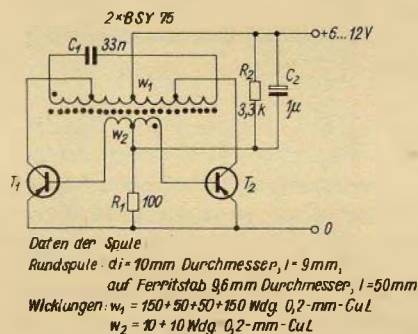 2×BSY 75
C1 33n
+6...12V
w1
R2
C2
3,3k
1µ
w2
T1
T2
R1 100
0
Daten der Spule
Rundspule: di= 10mm Durchmesser, l= 9mm,
auf Ferritstab 9,6mm Durchmesser, l=50mm
Wicklungen: w1 = 150+50+50+150 Wdg. 0,2-mm-CuL
w2 = 10+10 Wdg. 0,2-mm-CuL